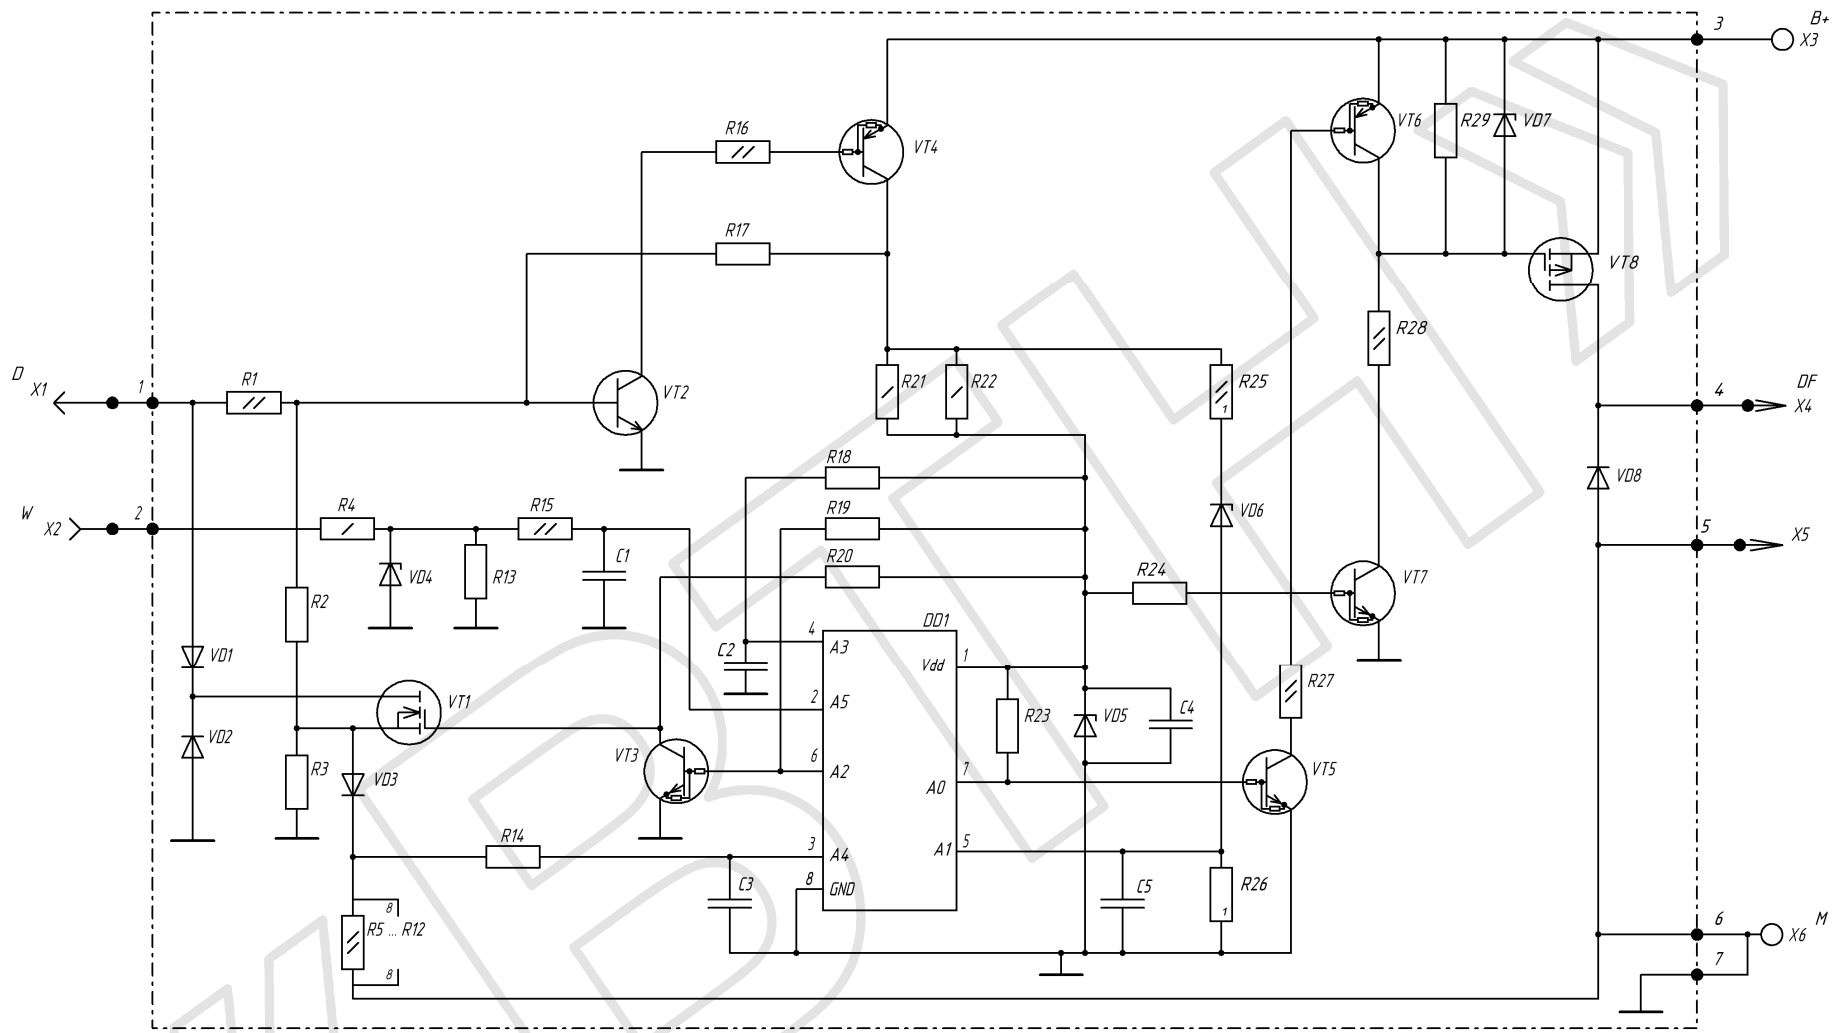 3
B+
X3
R16
VT4
VT6
R29
VD7
R17
VT8
R28
D
X1
1
R1
VT2
R21
R22
R25
1
4
DF
X4
R18
W
X2
2
R4
R15
R19
VD6
VD8
5
X5
VD4
R13
C1
R20
R24
VT7
R2
DD1
4
A3
C2
Vdd
1
VD1
R27
VT1
2
A5
R23
VD5
C4
VD2
R3
VD3
VT3
6
A2
7
A0
VT5
R14
3
A4
A1
5
8
GND
C3
C5
R26
1
8
R5 ... R12
8
6
M
X6
7
«ВТН»